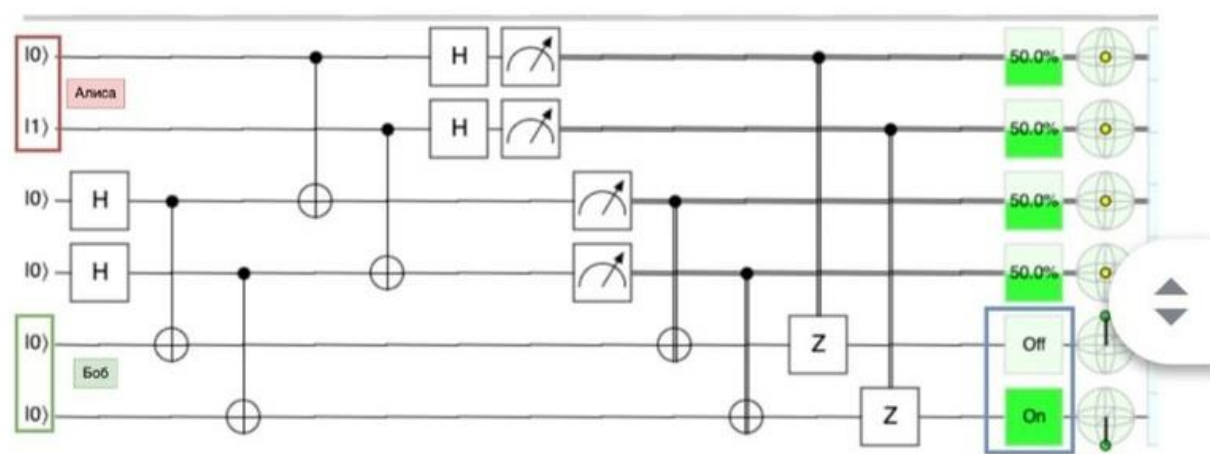 |0⟩ H 50.0%
Алиса
|1⟩ H 50.0%
|0⟩ H 50.0%
|0⟩ H 50.0%
|0⟩ Z Off
Боб
|0⟩ Z On